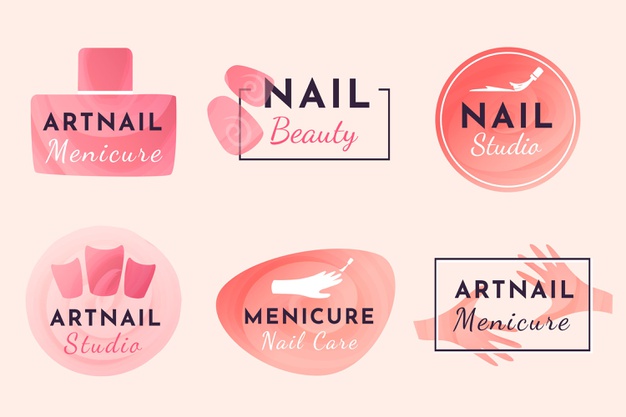 ARTNAIL
Menicure
NAIL
Beauty
NAIL
Studio
ARTNAIL
Studio
MENICURE
Nail Care
ARTNAIL
Menicure